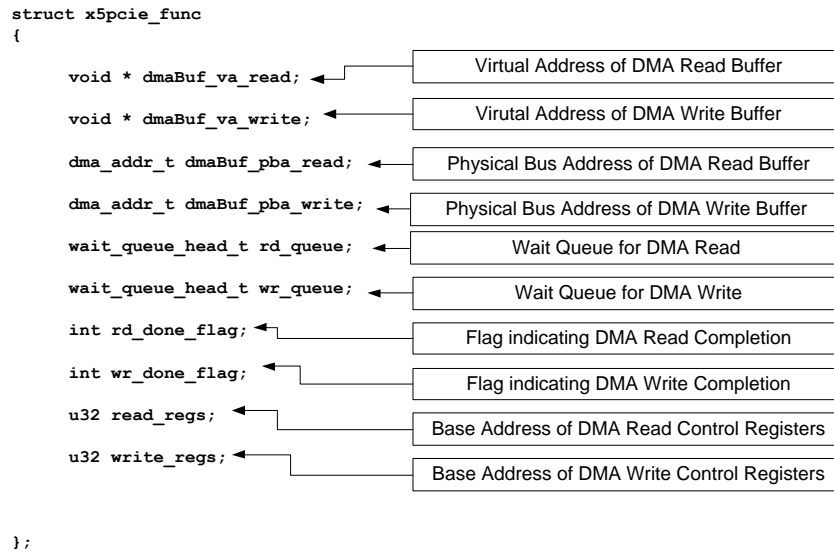 struct x5pcie_func
{
void * dmaBuf_va_read;
Virtual Address of DMA Read Buffer
void * dmaBuf_va_write;
Virutal Address of DMA Write Buffer
dma_addr_t dmaBuf_pba_read;
Physical Bus Address of DMA Read Buffer
dma_addr_t dmaBuf_pba_write;
Physical Bus Address of DMA Write Buffer
wait_queue_head_t rd_queue;
Wait Queue for DMA Read
wait_queue_head_t wr_queue;
Wait Queue for DMA Write
int rd_done_flag;
Flag indicating DMA Read Completion
int wr_done_flag;
Flag indicating DMA Write Completion
u32 read_regs;
Base Address of DMA Read Control Registers
u32 write_regs;
Base Address of DMA Write Control Registers
};